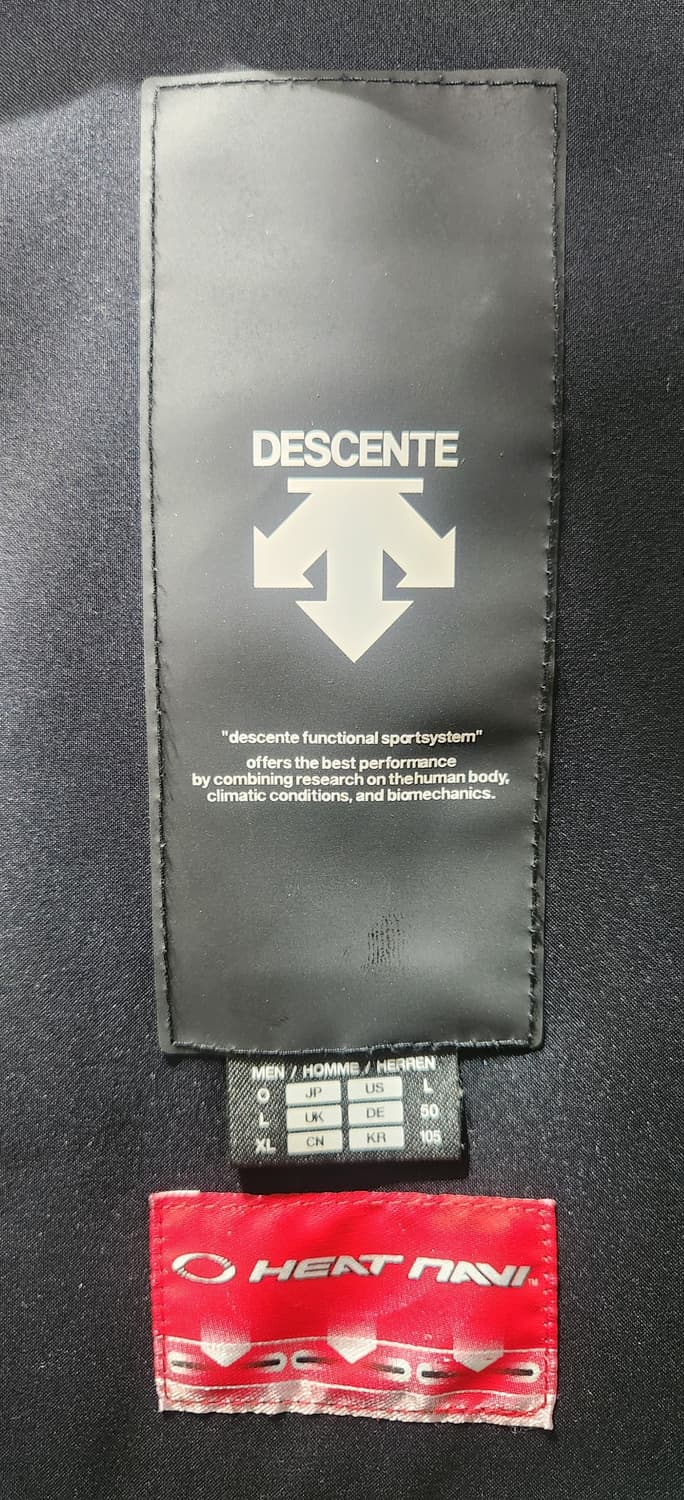 DESCENTE
"descente functional sportsystem"
offers the best performance
by combining research on the human body,
climatic conditions, and biomechanics.
MEN / HOMME / HERREN
O JP US L
L UK DE 50
XL CN KR 105
HEAT NAVI™